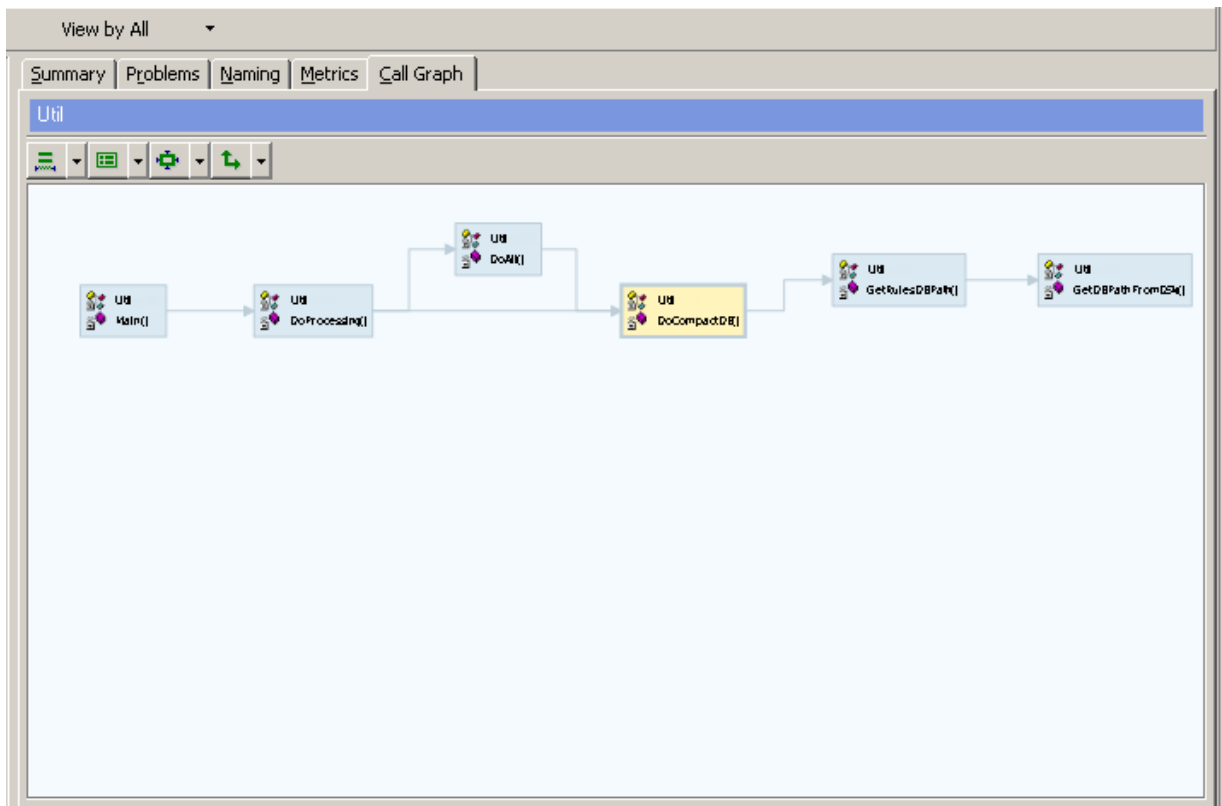 View by All
Summary
Problems
Naming
Metrics
Call Graph
Util
Util
Main()
Util
DoProcessing()
Util
DoAll()
Util
DoCompactDB()
Util
GetRulesDBPath()
Util